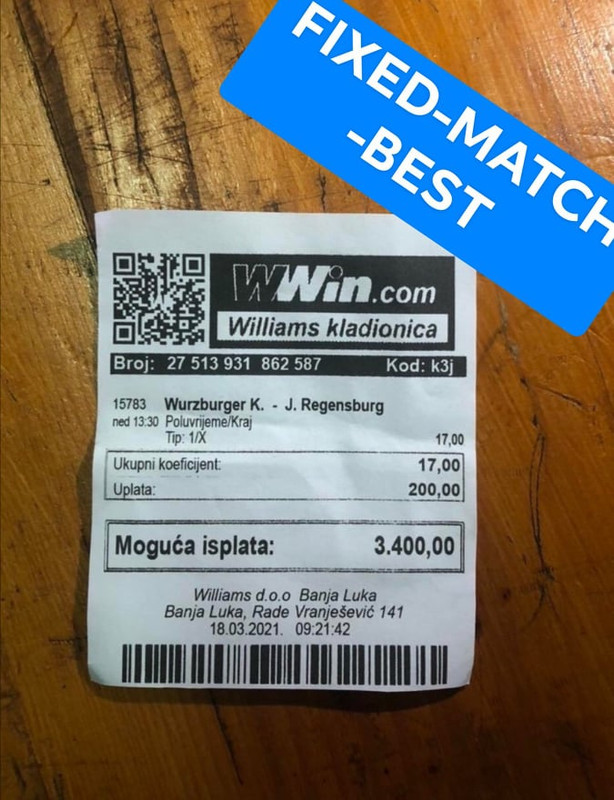 FIXED-MATCH
-BEST
WWin.com
Williams kladionica
Broj: 27 513 931 862 587 Kod: k3j
15783 Wurzburger K. - J. Regensburg
ned 13:30 Poluvrijeme/Kraj
Tip: 1/X 17,00
Ukupni koeficijent: 17,00
Uplata: 200,00
Moguća isplata: 3.400,00
Williams d.o.o Banja Luka
Banja Luka, Rade Vranješević 141
18.03.2021. 09:21:42